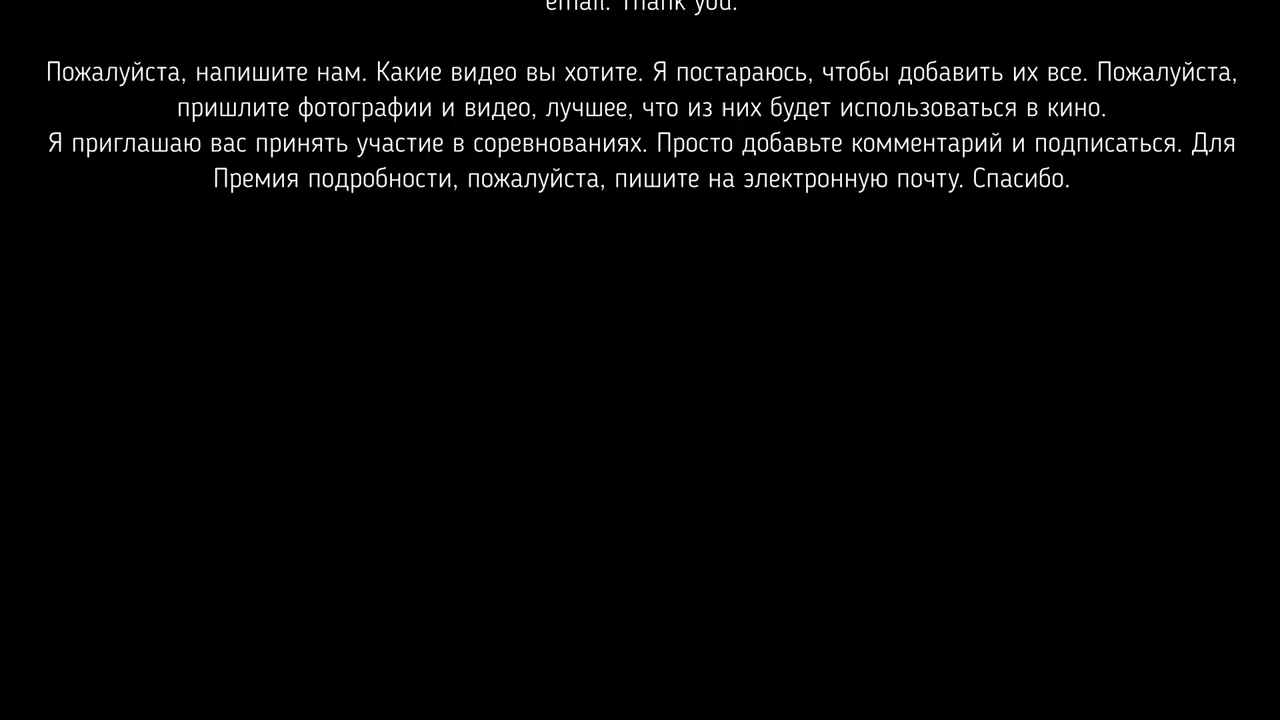 email. Thank you.
Пожалуйста, напишите нам. Какие видео вы хотите. Я постараюсь, чтобы добавить их все. Пожалуйста,
пришлите фотографии и видео, лучшее, что из них будет использоваться в кино.
Я приглашаю вас принять участие в соревнованиях. Просто добавьте комментарий и подписаться. Для
Премия подробности, пожалуйста, пишите на электронную почту. Спасибо.